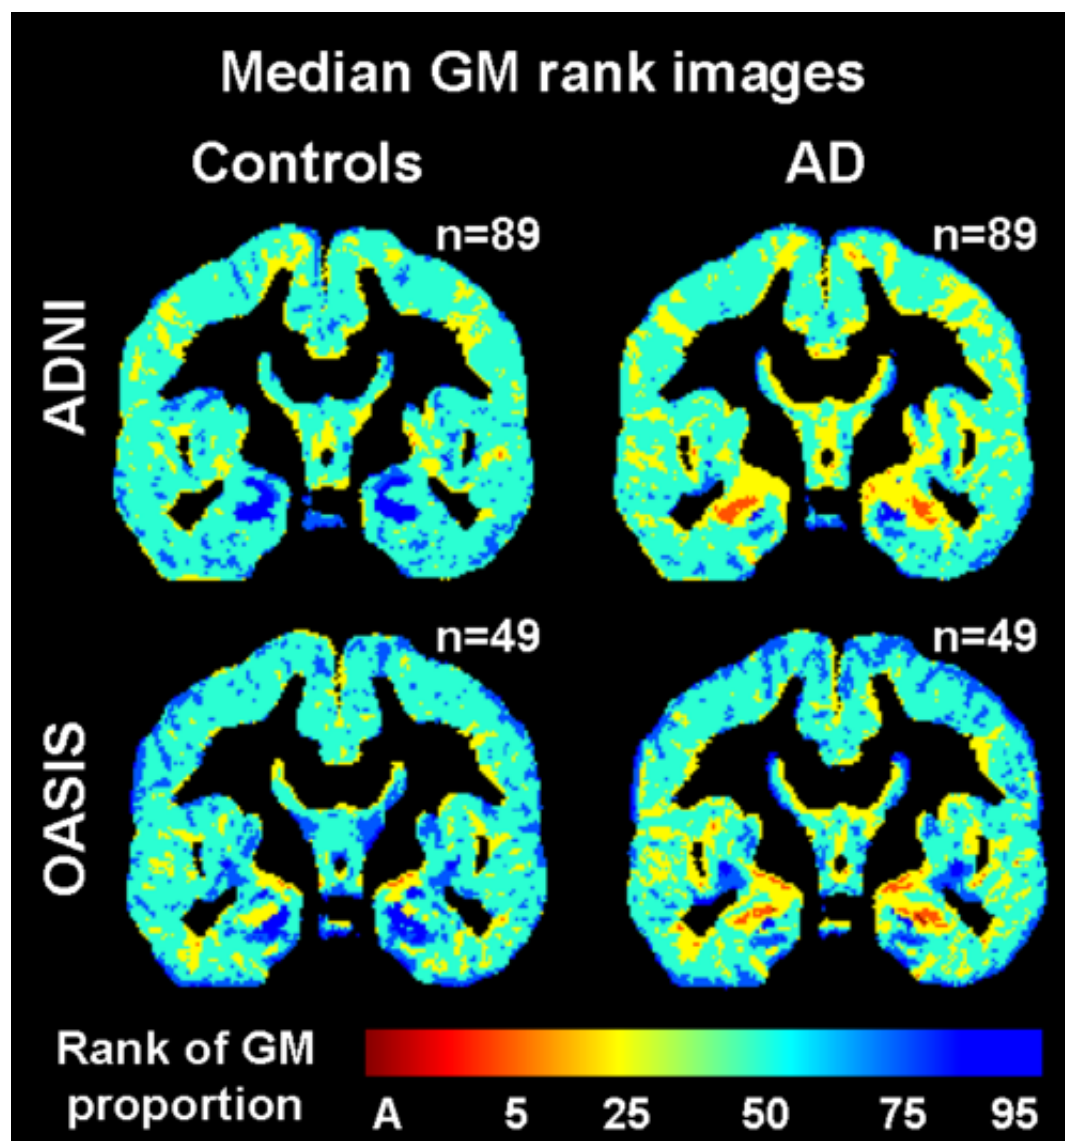 Median GM rank images
Controls AD
n=89 n=89
ADNI
n=49 n=49
OASIS
Rank of GM
proportion
A 5 25 50 75 95